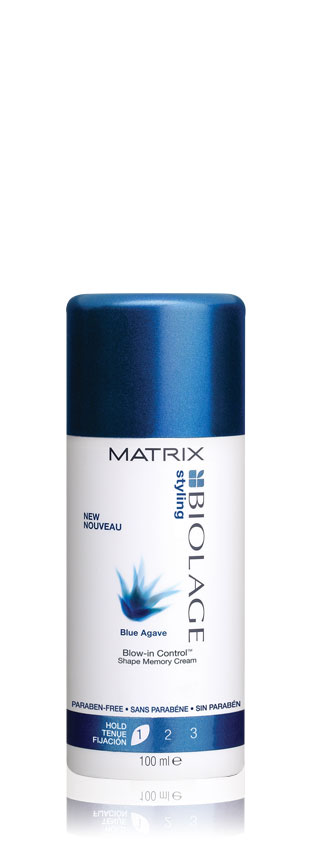 MATRIX
BIOLAGE
styling
NEW
NOUVEAU
Blue Agave
Blow-in Control™
Shape Memory Cream
PARABEN-FREE • SANS PARABÈNE • SIN PARABÉN
HOLD
TENUE
FIJACIÓN
1 2 3
100 ml e